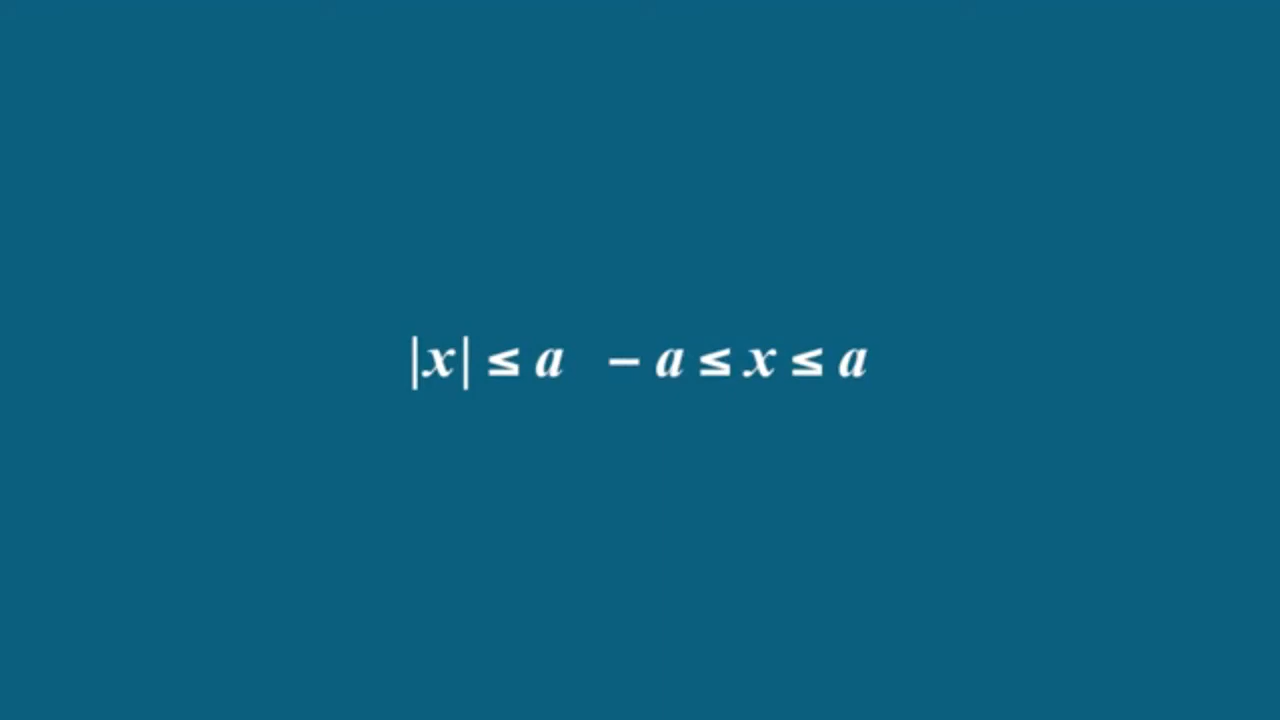 |x| ≤ a  − a ≤ x ≤ a